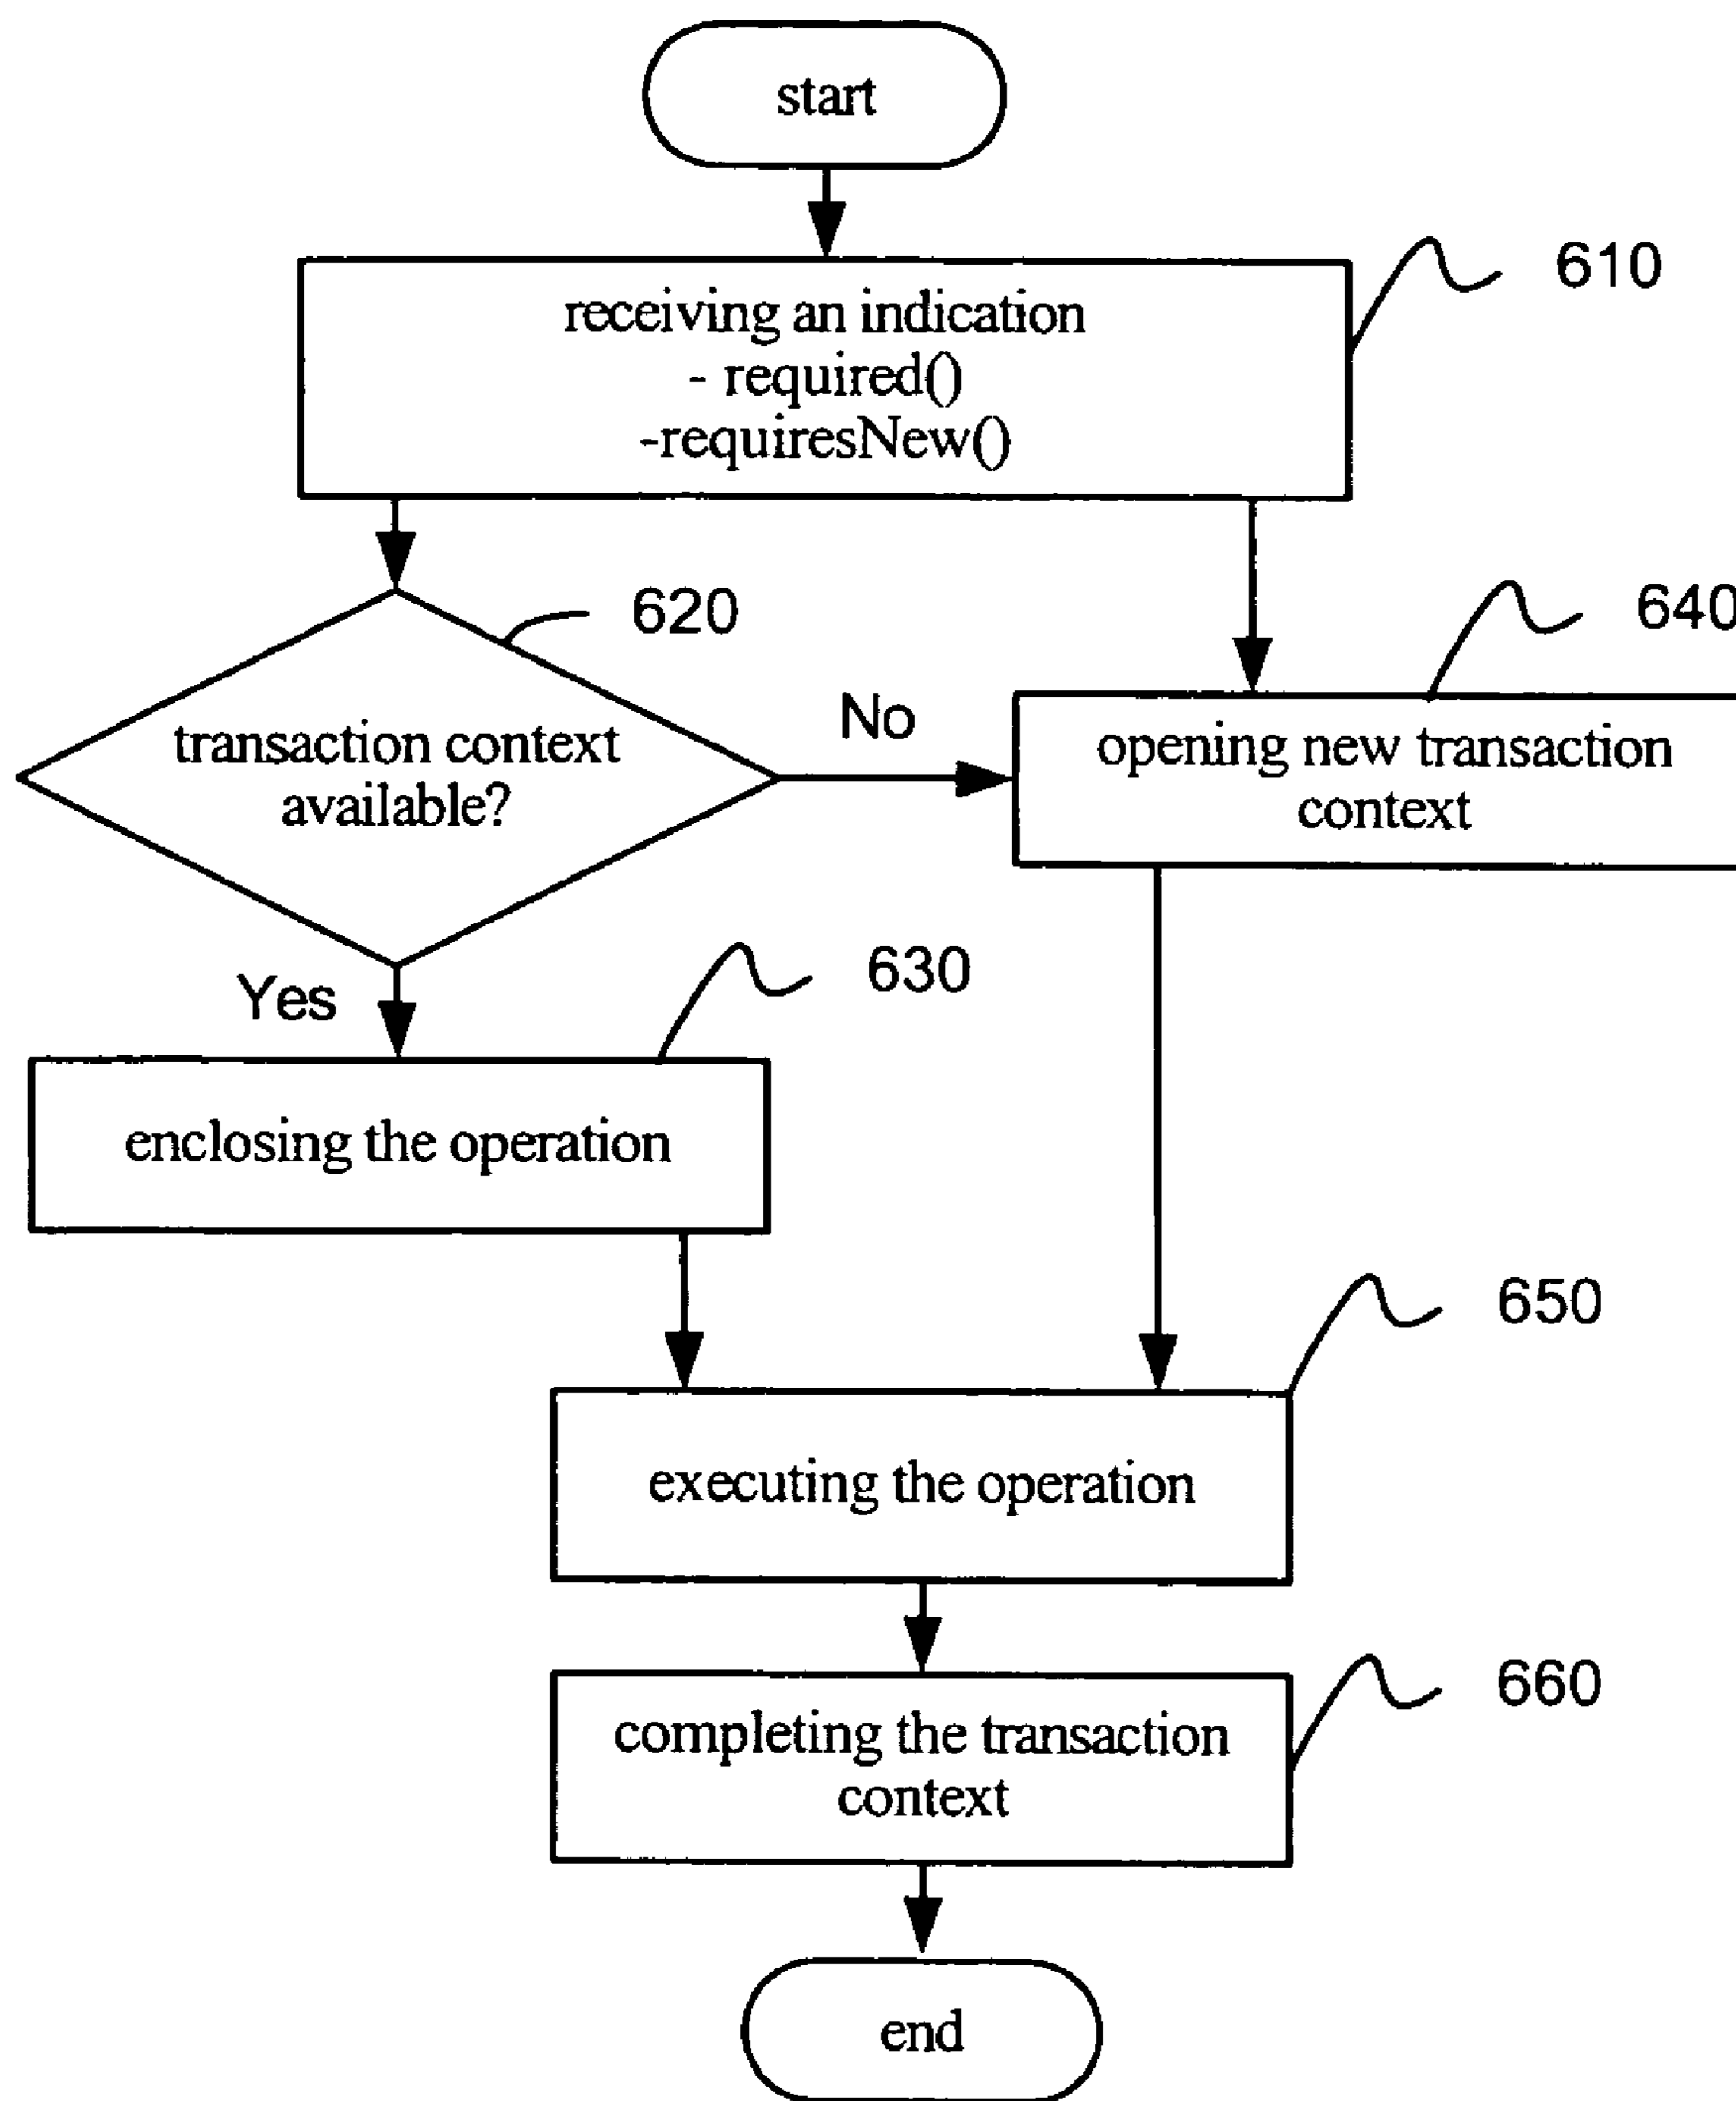 start
610
receiving an indication
- required()
-requiresNew()
620
640
transaction context
available?
No
opening new transaction
context
Yes
630
enclosing the operation
650
executing the operation
660
completing the transaction
context
end